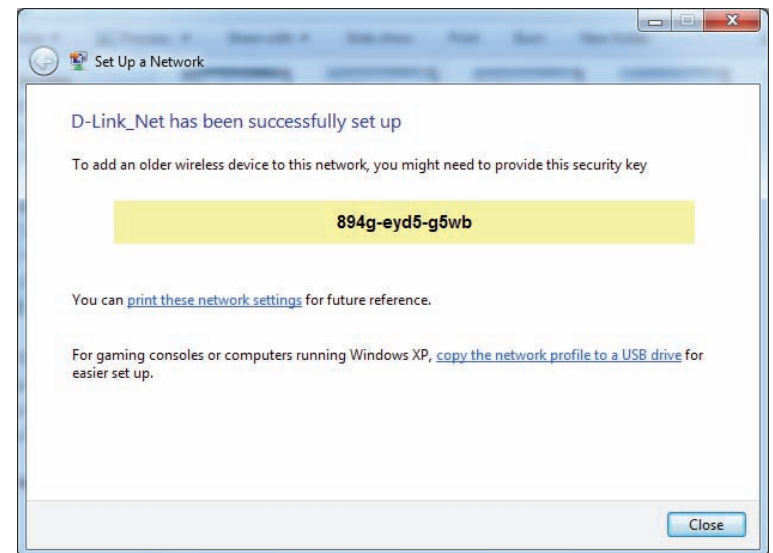 Set Up a Network
D-Link_Net has been successfully set up
To add an older wireless device to this network, you might need to provide this security key
894g-eyd5-g5wb
You can print these network settings for future reference.
For gaming consoles or computers running Windows XP, copy the network profile to a USB drive for
easier set up.
Close